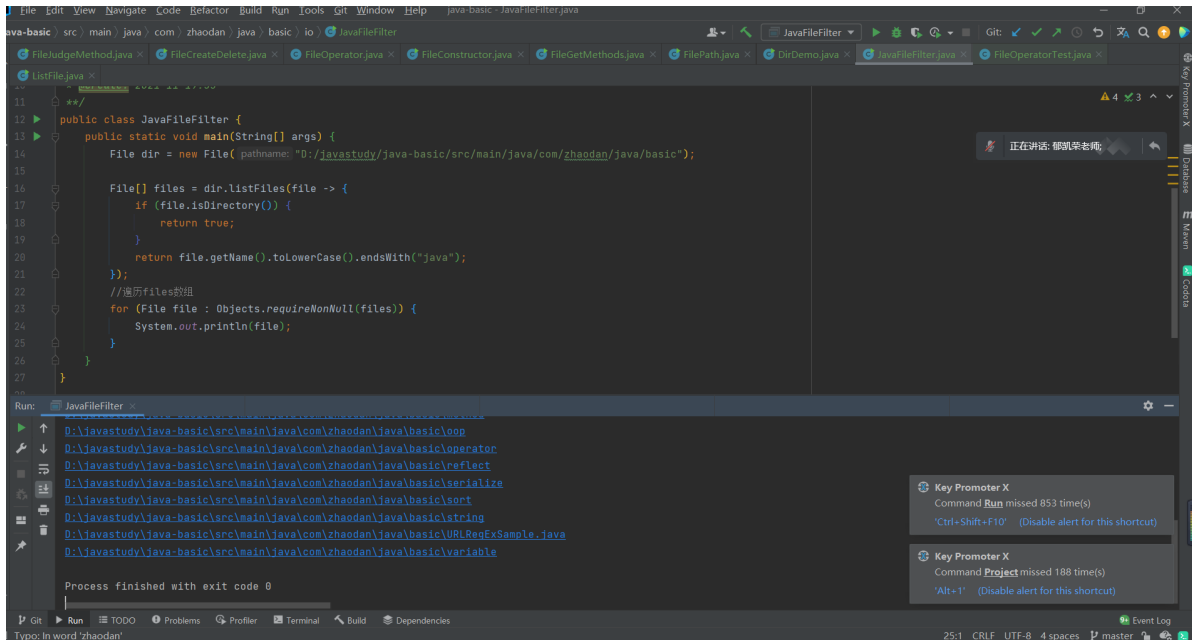 File Edit View Navigate Code Refactor Build Run Tools Git Window Help java-basic - JavaFileFilter.java
ava-basic src main java com zhaodan java basic io JavaFileFilter JavaFileFilter Git:
FileJudgeMethod.java FileCreateDelete.java FileOperator.java FileConstructor.java FileGetMethods.java FilePath.java DirDemo.java JavaFileFilter.java FileOperatorTest.java
ListFile.java
11 **/
4 3
12 public class JavaFileFilter {
13 public static void main(String[] args) {
14 File dir = new File( pathname: "D:/javastudy/java-basic/src/main/java/com/zhaodan/java/basic");
正在讲话: 郁凯荣老师;
15
16 File[] files = dir.listFiles(file -> {
17 if (file.isDirectory()) {
18 return true;
19 }
20 return file.getName().toLowerCase().endsWith("java");
21 });
22 //遍历files数组
23 for (File file : Objects.requireNonNull(files)) {
24 System.out.println(file);
25 }
26 }
27 }
Key Promoter X
Database
Maven
Codota
Run: JavaFileFilter
D:\javastudy\java-basic\src\main\java\com\zhaodan\java\basic\oop
D:\javastudy\java-basic\src\main\java\com\zhaodan\java\basic\operator
D:\javastudy\java-basic\src\main\java\com\zhaodan\java\basic\reflect
D:\javastudy\java-basic\src\main\java\com\zhaodan\java\basic\serialize
D:\javastudy\java-basic\src\main\java\com\zhaodan\java\basic\sort
D:\javastudy\java-basic\src\main\java\com\zhaodan\java\basic\string
D:\javastudy\java-basic\src\main\java\com\zhaodan\java\basic\URLRegExSample.java
D:\javastudy\java-basic\src\main\java\com\zhaodan\java\basic\variable
Process finished with exit code 0
Key Promoter X
Command Run missed 853 time(s)
'Ctrl+Shift+F10' (Disable alert for this shortcut)
Key Promoter X
Command Project missed 188 time(s)
'Alt+1' (Disable alert for this shortcut)
Git Run TODO Problems Profiler Terminal Build Dependencies Event Log
Typo: In word 'zhaodan' 25:1 CRLF UTF-8 4 spaces master